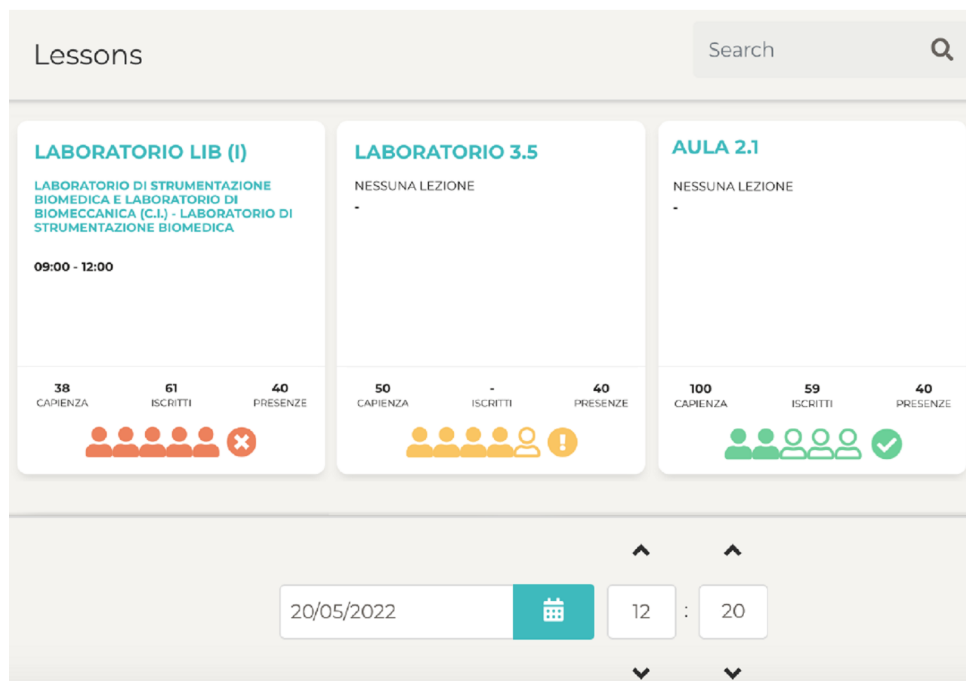 Lessons
Search
LABORATORIO LIB (I)
LABORATORIO DI STRUMENTAZIONE
BIOMEDICA E LABORATORIO DI
BIOMECCANICA (C.I.) - LABORATORIO DI
STRUMENTAZIONE BIOMEDICA
09:00 - 12:00
38 61 40
CAPIENZA ISCRITTI PRESENZE
LABORATORIO 3.5
NESSUNA LEZIONE
-
50 - 40
CAPIENZA ISCRITTI PRESENZE
AULA 2.1
NESSUNA LEZIONE
-
100 59 40
CAPIENZA ISCRITTI PRESENZE
20/05/2022 12 : 20